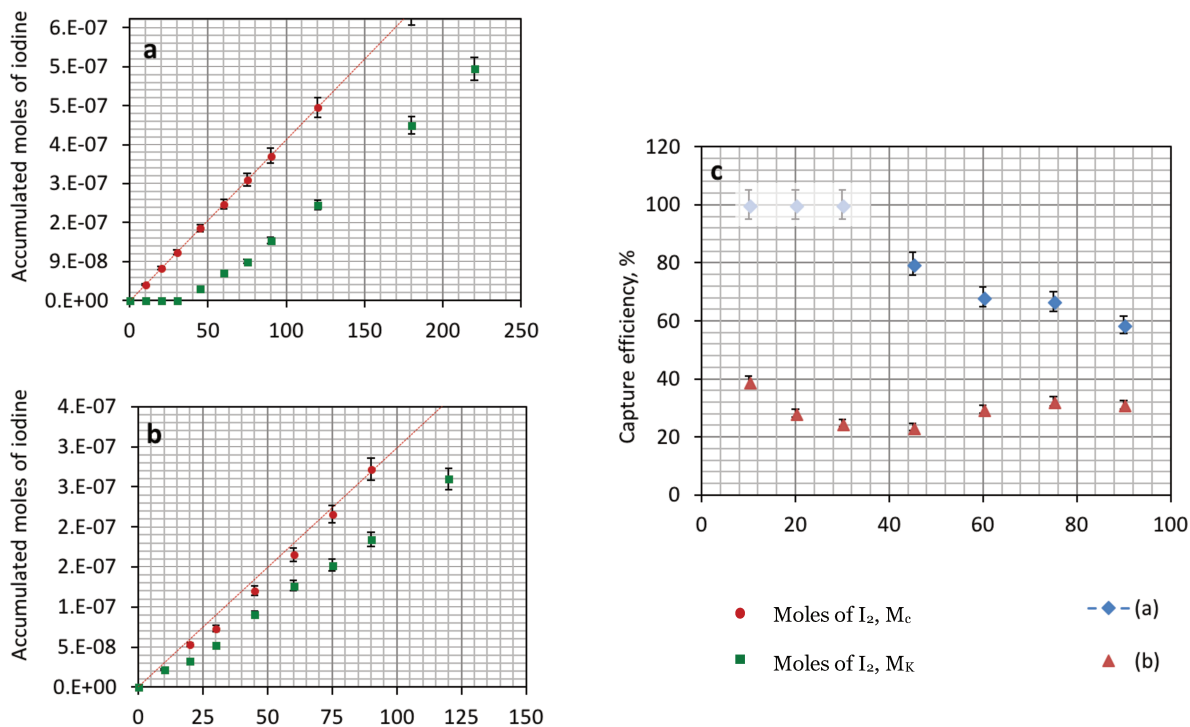 a
Accumulated moles of iodine
6.E-07
5.E-07
5.E-07
4.E-07
3.E-07
2.E-07
9.E-08
0.E+00
0 50 100 150 200 250
b
Accumulated moles of iodine
4.E-07
3.E-07
3.E-07
2.E-07
2.E-07
1.E-07
5.E-08
0.E+00
0 25 50 75 100 125 150
c
Capture efficiency, %
120
100
80
60
40
20
0
0 20 40 60 80 100
Moles of I₂, M꜀
Moles of I₂, Mᴋ
(a)
(b)